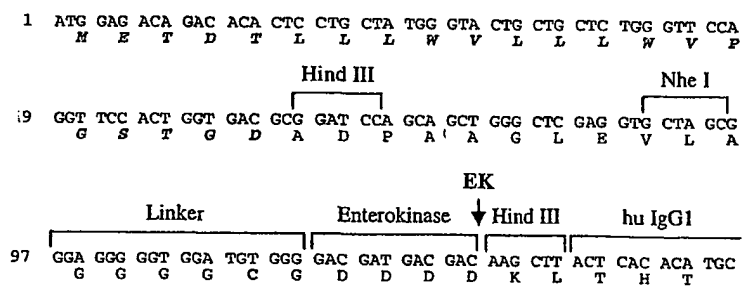 1 ATG GAG ACA GAC ACA CTC CTG CTA TGG GTA CTG CTG CTC TGG GTT CCA
M E T D T L L L W V L L L W V P
Hind III Nhe I
49 GGT TCC ACT GGT GAC GCG GAT CCA GCA GCT GGG CTC GAG GTG CTA GCG
G S T G D A D P A A G L E V L A
EK
Linker Enterokinase Hind III hu IgG1
97 GGA GGG GGT GGA TGT GGG GAC GAT GAC GAC AAG CTT ACT CAC ACA TGC
G G G G C G D D D D K L T H T